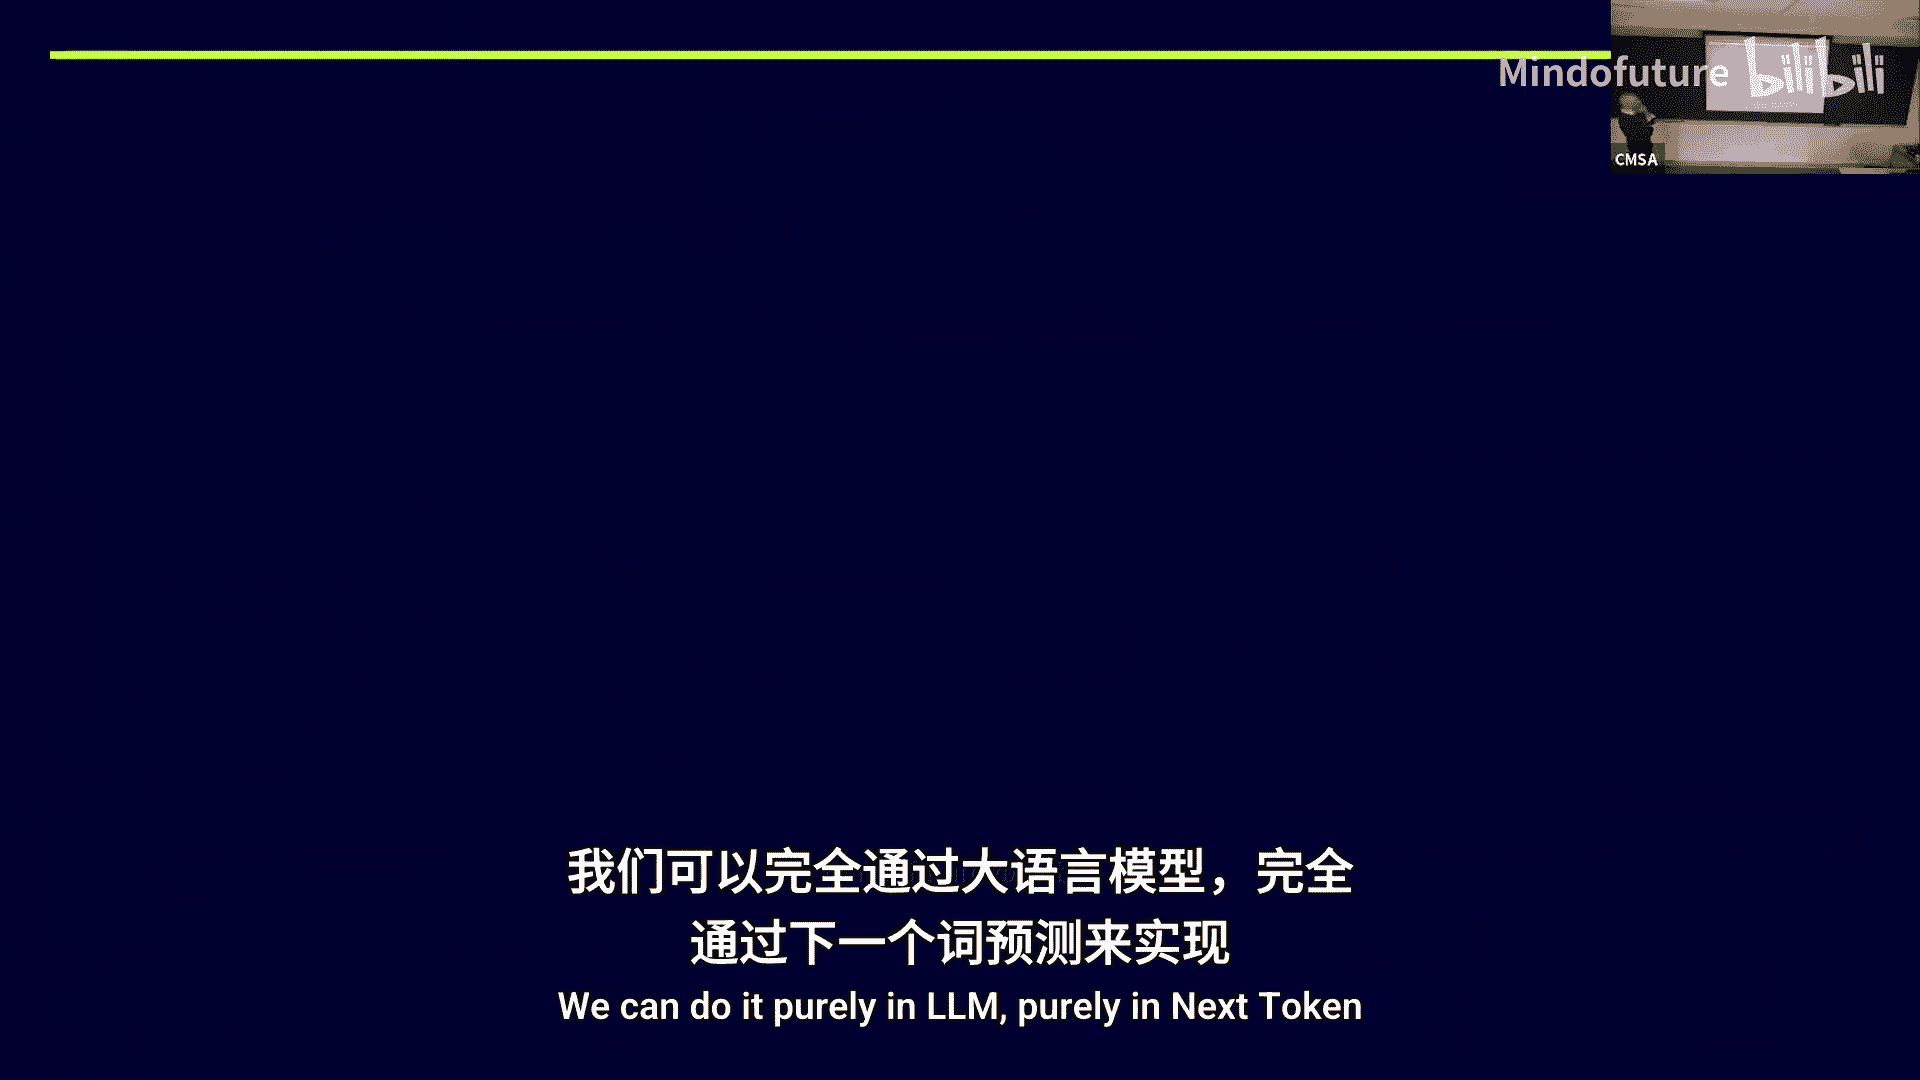 Mindofuture bilibili
CMSA
我们可以完全通过大语言模型，完全
通过下一个词预测来实现
We can do it purely in LLM, purely in Next Token